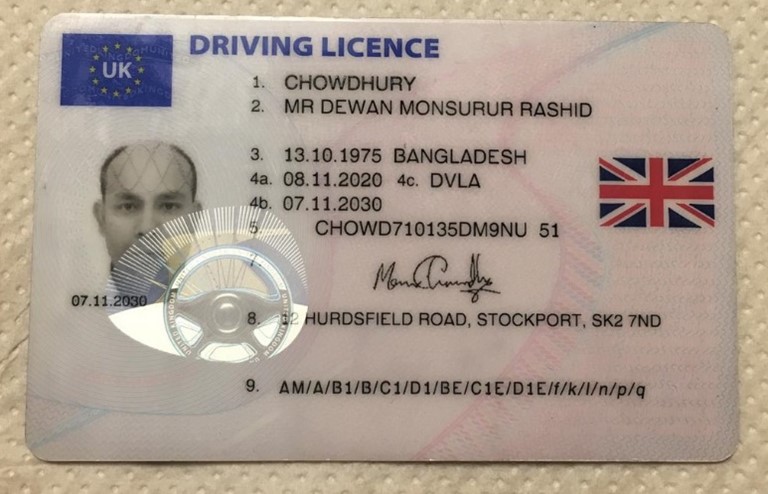 UK
DRIVING LICENCE
1. CHOWDHURY
2. MR DEWAN MONSURUR RASHID
3. 13.10.1975 BANGLADESH
4a. 08.11.2020 4c. DVLA
4b. 07.11.2030
5. CHOWD710135DM9NU 51
7.
07.11.2030
8. 12 HURDSFIELD ROAD, STOCKPORT, SK2 7ND
9. AM/A/B1/B/C1/D1/BE/C1E/D1E/f/k/l/n/p/q